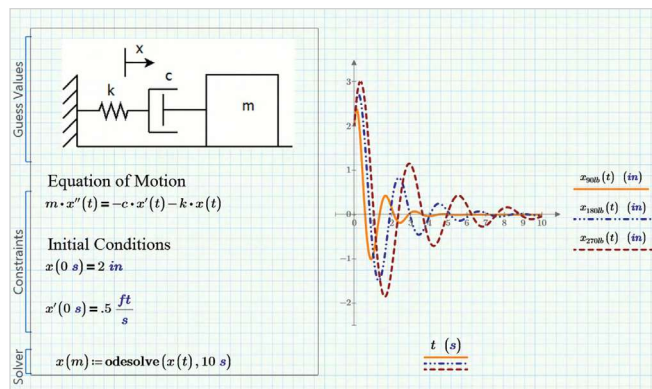 Guess Values
x
k
c
m
Equation of Motion
m·x''(t)=-c·x'(t)-k·x(t)
Constraints
Initial Conditions
x(0 s)=2 in
x'(0 s)=.5 ft/s
Solver
x(m):=odesolve(x(t),10 s)
3
2
1
0
-1
-2
0 1 2 3 4 5 6 7 8 9 10
x90lb(t) (in)
x180lb(t) (in)
x270lb(t) (in)
t (s)